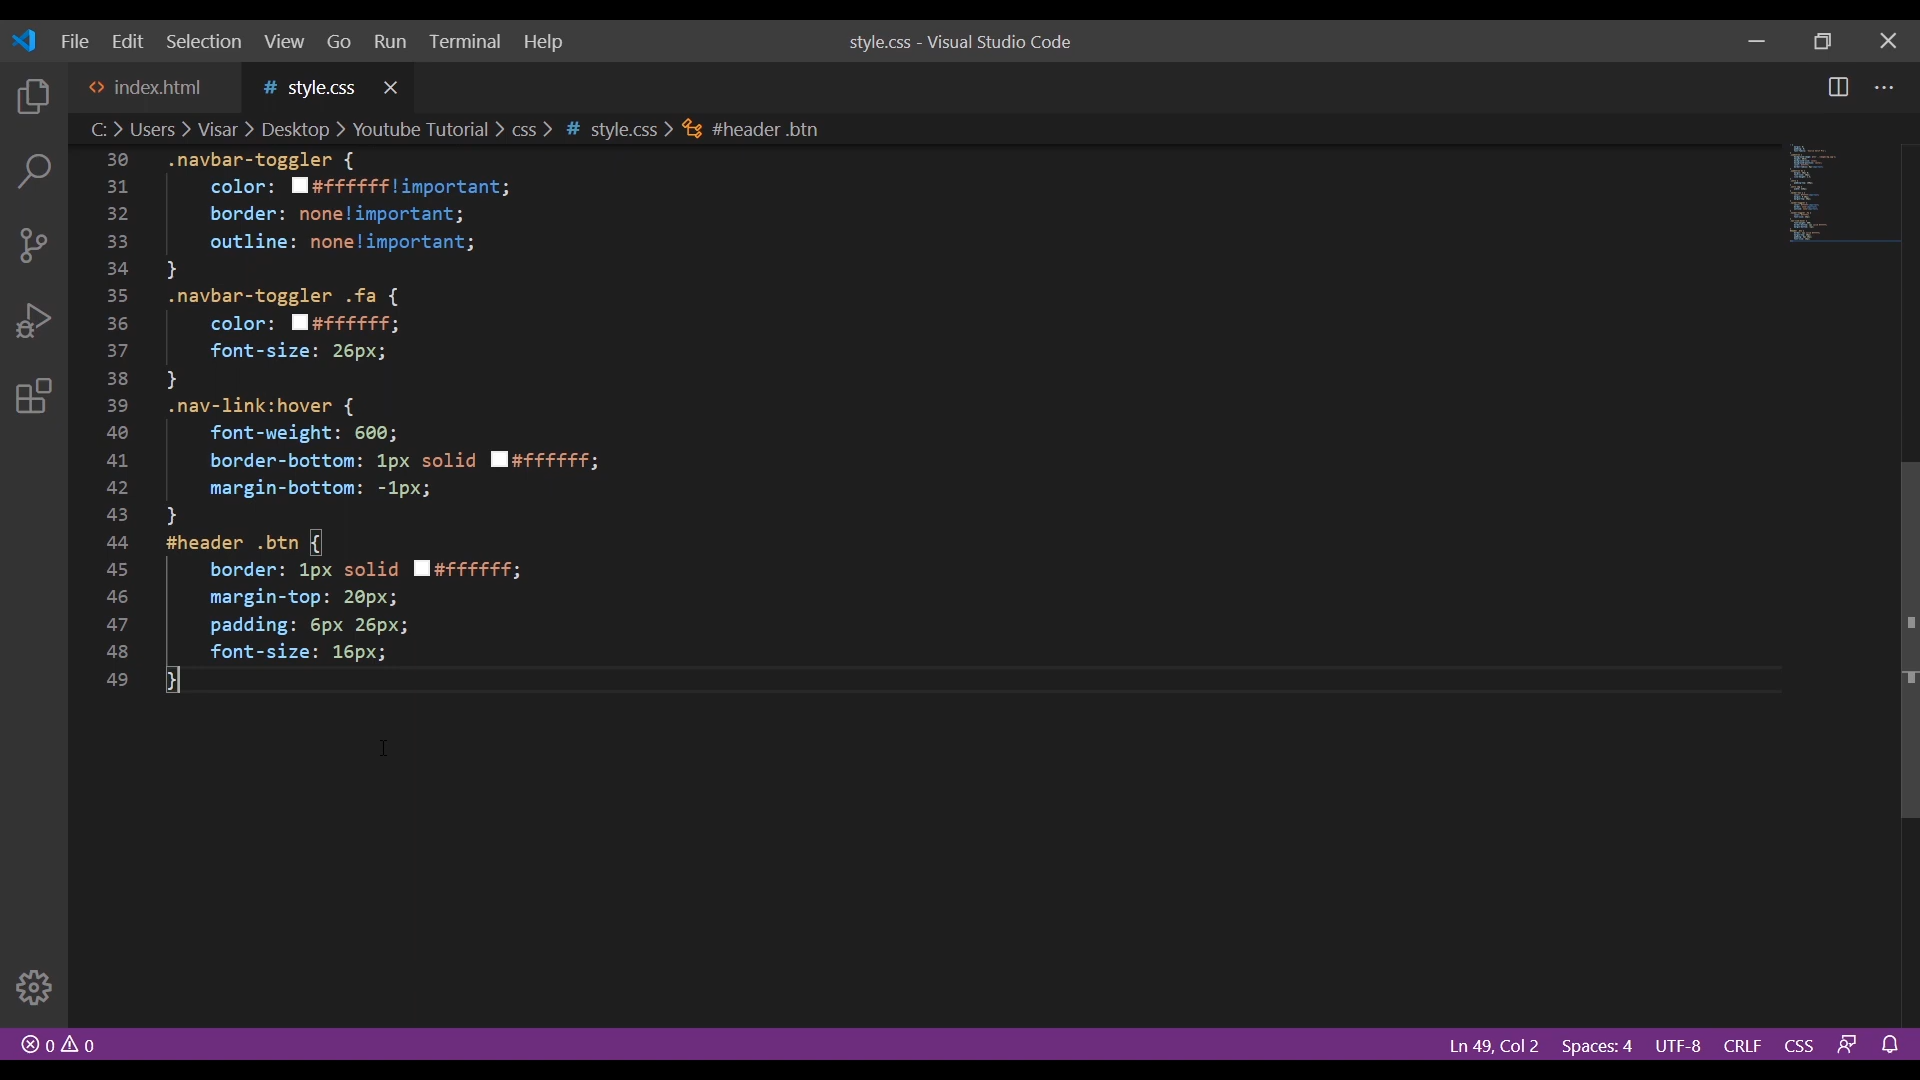 File Edit Selection View Go Run Terminal Help style.css - Visual Studio Code
index.html # style.css
C: > Users > Visar > Desktop > Youtube Tutorial > css > # style.css > #header .btn
30 .navbar-toggler {
31 color: #ffffff!important;
32 border: none!important;
33 outline: none!important;
34 }
35 .navbar-toggler .fa {
36 color: #ffffff;
37 font-size: 26px;
38 }
39 .nav-link:hover {
40 font-weight: 600;
41 border-bottom: 1px solid #ffffff;
42 margin-bottom: -1px;
43 }
44 #header .btn {
45 border: 1px solid #ffffff;
46 margin-top: 20px;
47 padding: 6px 26px;
48 font-size: 16px;
49 }
0 0 Ln 49, Col 2 Spaces: 4 UTF-8 CRLF CSS